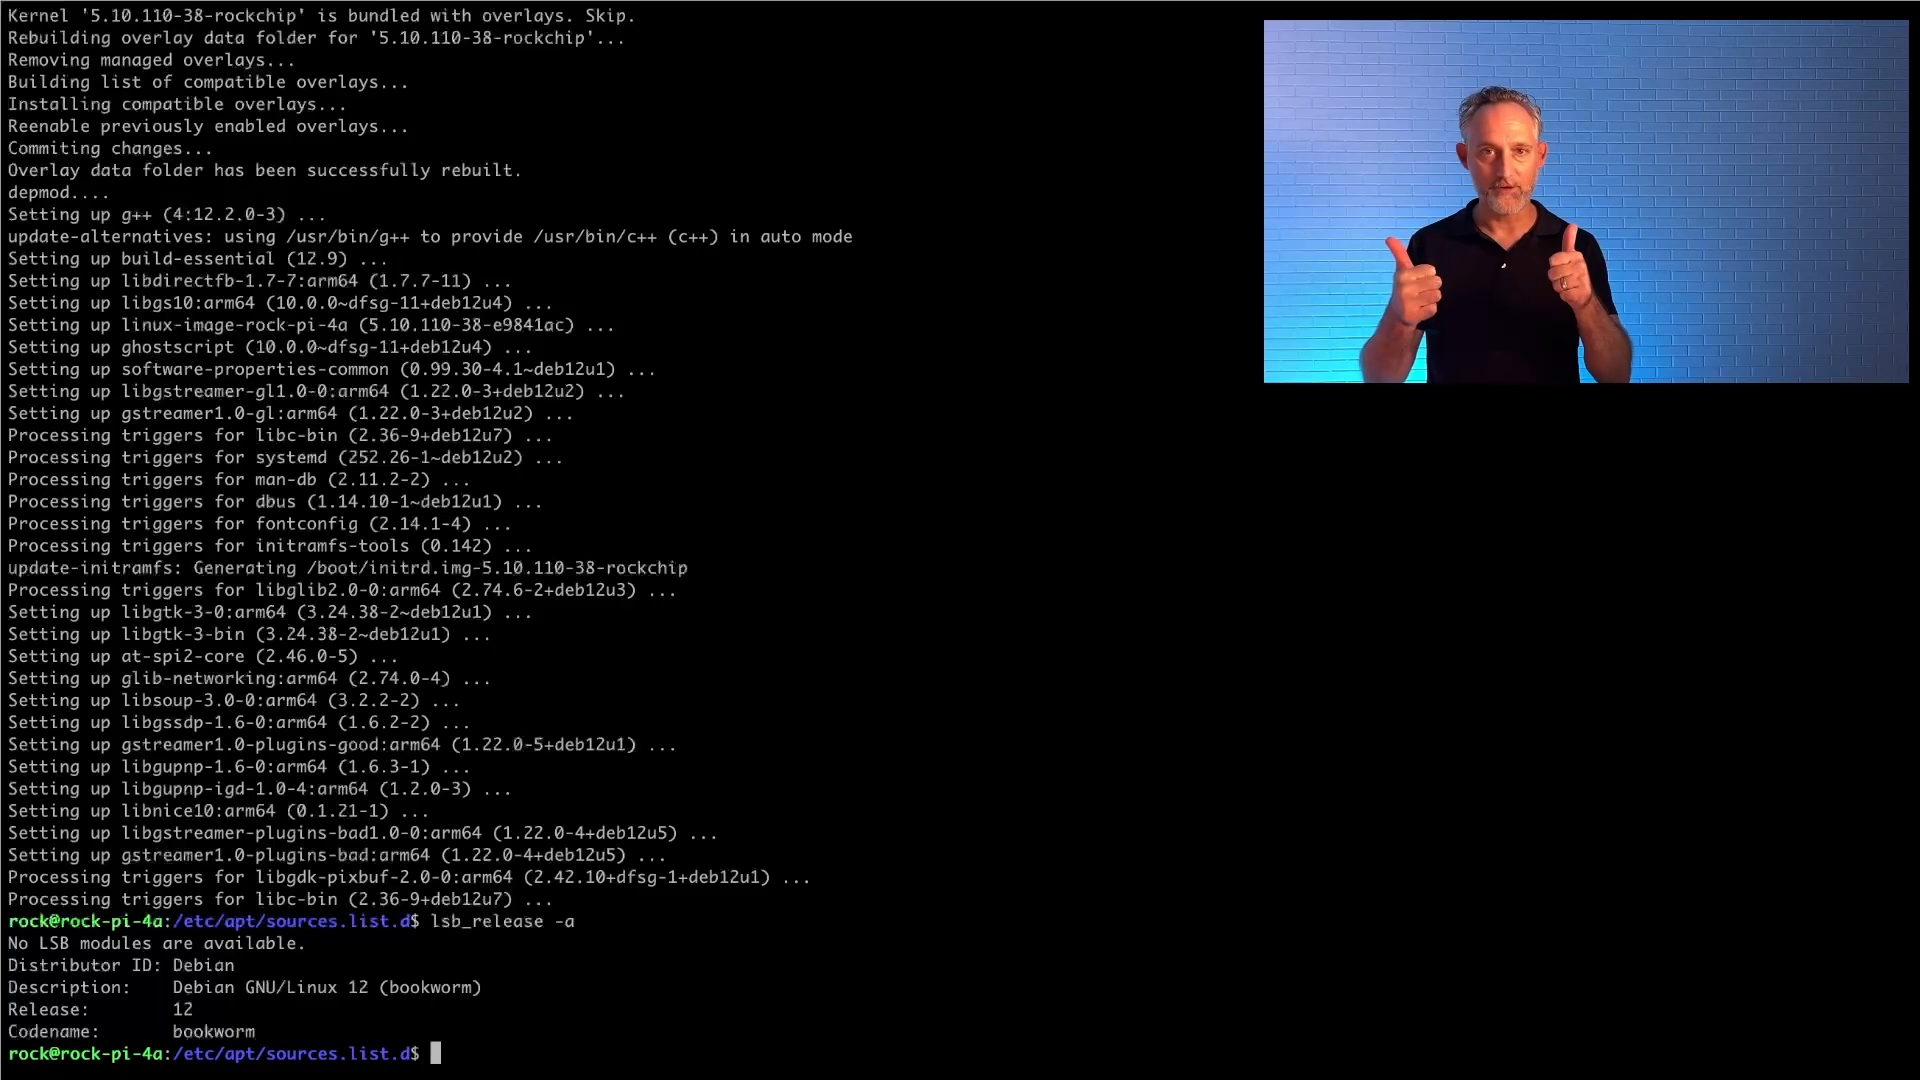 Kernel '5.10.110-38-rockchip' is bundled with overlays. Skip.
Rebuilding overlay data folder for '5.10.110-38-rockchip'...
Removing managed overlays...
Building list of compatible overlays...
Installing compatible overlays...
Reenable previously enabled overlays...
Commiting changes...
Overlay data folder has been successfully rebuilt.
depmod....
Setting up g++ (4:12.2.0-3) ...
update-alternatives: using /usr/bin/g++ to provide /usr/bin/c++ (c++) in auto mode
Setting up build-essential (12.9) ...
Setting up libdirectfb-1.7-7:arm64 (1.7.7-11) ...
Setting up libgs10:arm64 (10.0.0~dfsg-11+deb12u4) ...
Setting up linux-image-rock-pi-4a (5.10.110-38-e9841ac) ...
Setting up ghostscript (10.0.0~dfsg-11+deb12u4) ...
Setting up software-properties-common (0.99.30-4.1~deb12u1) ...
Setting up libgstreamer-gl1.0-0:arm64 (1.22.0-3+deb12u2) ...
Setting up gstreamer1.0-gl:arm64 (1.22.0-3+deb12u2) ...
Processing triggers for libc-bin (2.36-9+deb12u7) ...
Processing triggers for systemd (252.26-1~deb12u2) ...
Processing triggers for man-db (2.11.2-2) ...
Processing triggers for dbus (1.14.10-1~deb12u1) ...
Processing triggers for fontconfig (2.14.1-4) ...
Processing triggers for initramfs-tools (0.142) ...
update-initramfs: Generating /boot/initrd.img-5.10.110-38-rockchip
Processing triggers for libglib2.0-0:arm64 (2.74.6-2+deb12u3) ...
Setting up libgtk-3-0:arm64 (3.24.38-2~deb12u1) ...
Setting up libgtk-3-bin (3.24.38-2~deb12u1) ...
Setting up at-spi2-core (2.46.0-5) ...
Setting up glib-networking:arm64 (2.74.0-4) ...
Setting up libsoup-3.0-0:arm64 (3.2.2-2) ...
Setting up libgssdp-1.6-0:arm64 (1.6.2-2) ...
Setting up gstreamer1.0-plugins-good:arm64 (1.22.0-5+deb12u1) ...
Setting up libgupnp-1.6-0:arm64 (1.6.3-1) ...
Setting up libgupnp-igd-1.0-4:arm64 (1.2.0-3) ...
Setting up libnice10:arm64 (0.1.21-1) ...
Setting up libgstreamer-plugins-bad1.0-0:arm64 (1.22.0-4+deb12u5) ...
Setting up gstreamer1.0-plugins-bad:arm64 (1.22.0-4+deb12u5) ...
Processing triggers for libgdk-pixbuf-2.0-0:arm64 (2.42.10+dfsg-1+deb12u1) ...
Processing triggers for libc-bin (2.36-9+deb12u7) ...
rock@rock-pi-4a:/etc/apt/sources.list.d$ lsb_release -a
No LSB modules are available.
Distributor ID: Debian
Description:    Debian GNU/Linux 12 (bookworm)
Release:        12
Codename:       bookworm
rock@rock-pi-4a:/etc/apt/sources.list.d$